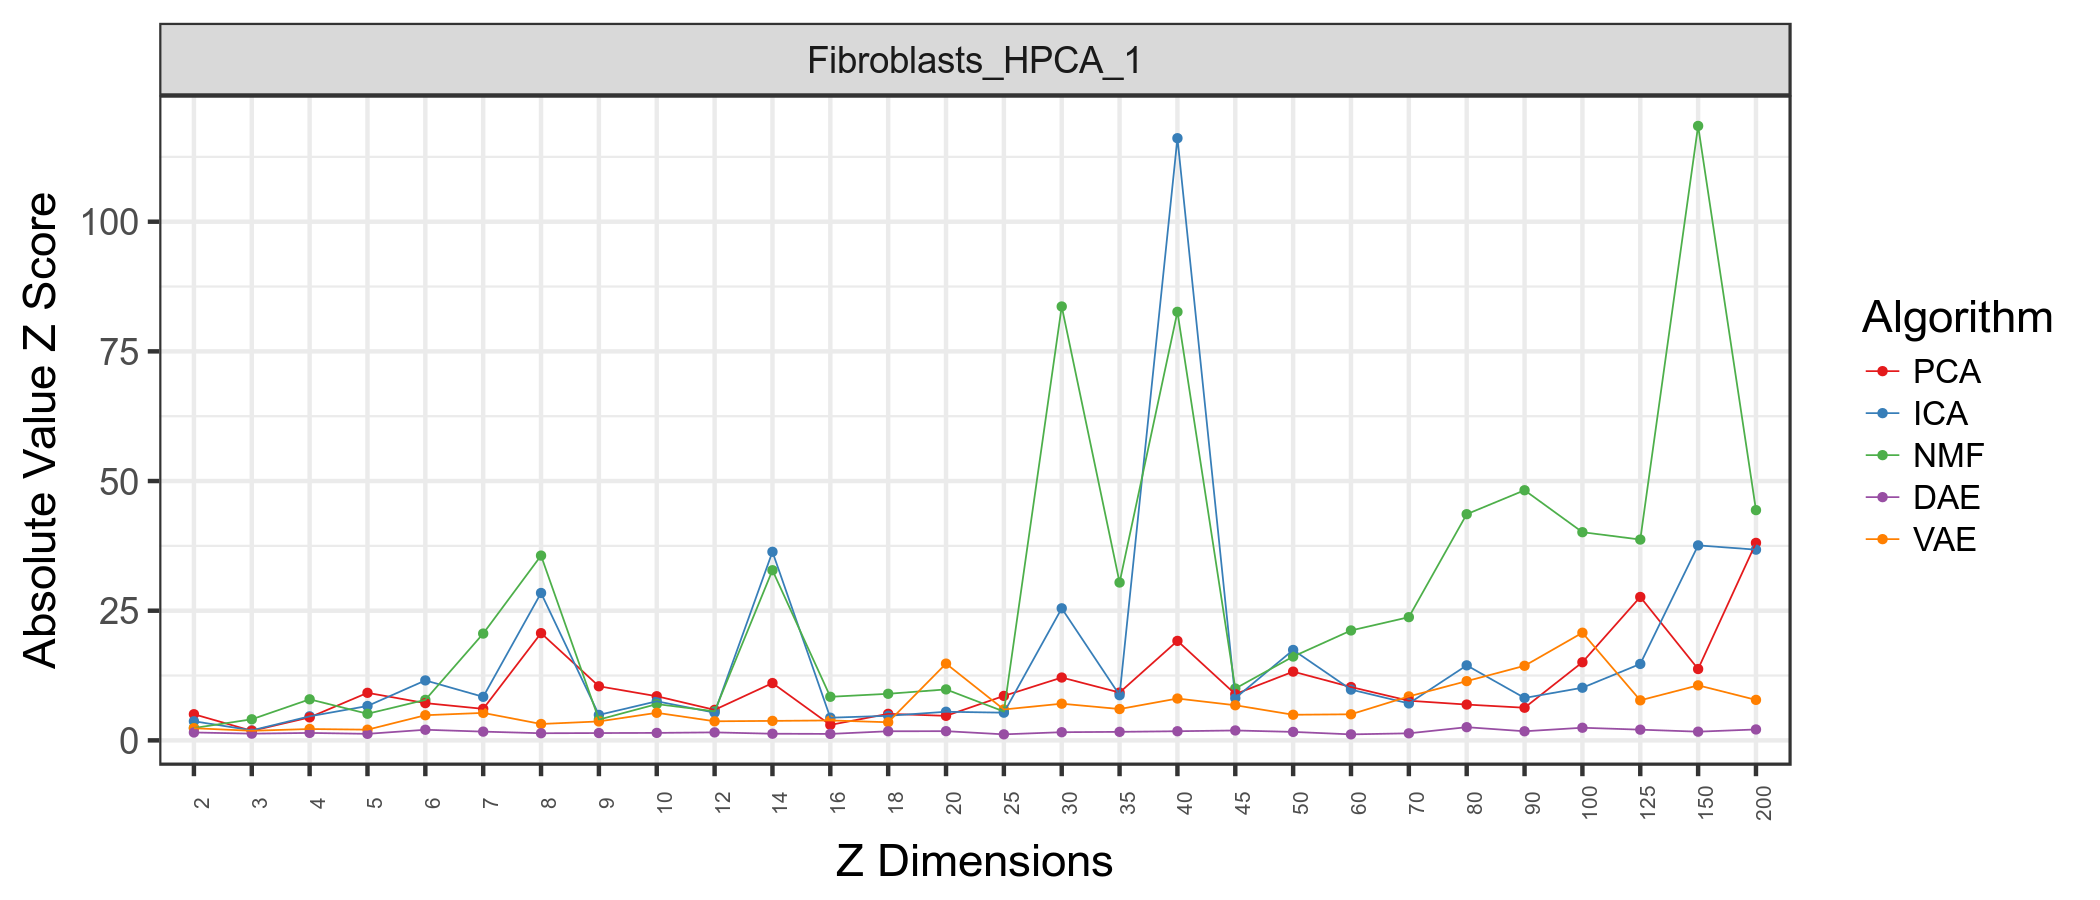 Fibroblasts_HPCA_1
Absolute Value Z Score
100
75
50
25
0
2 3 4 5 6 7 8 9 10 12 14 16 18 20 25 30 35 40 45 50 60 70 80 90 100 125 150 200
Z Dimensions
Algorithm
PCA
ICA
NMF
DAE
VAE